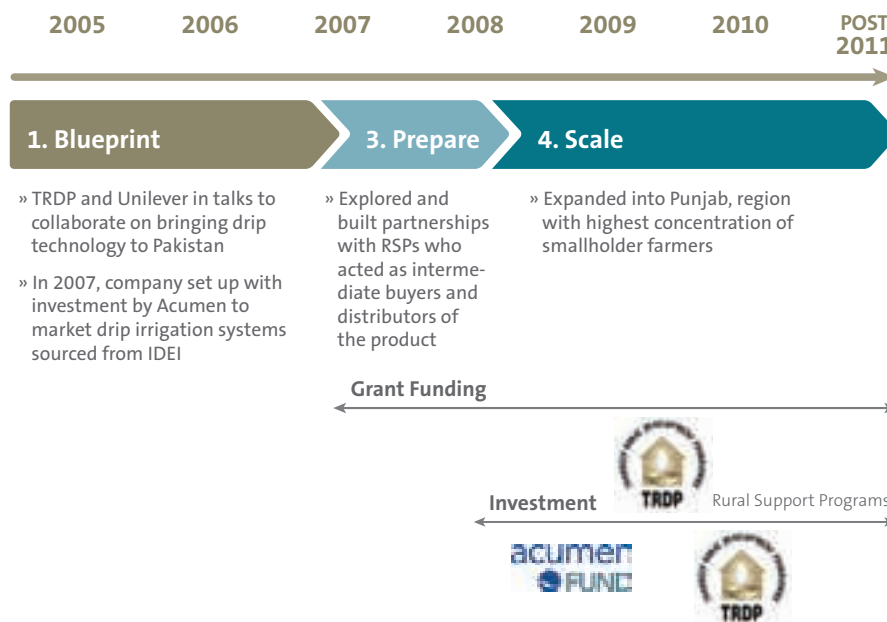 2005 2006 2007 2008 2009 2010 POST 2011
1. Blueprint
3. Prepare
4. Scale
» TRDP and Unilever in talks to
collaborate on bringing drip
technology to Pakistan
» In 2007, company set up with
investment by Acumen to
market drip irrigation systems
sourced from IDEI
» Explored and
built partnerships
with RSPs who
acted as interme-
diate buyers and
distributors of
the product
» Expanded into Punjab, region
with highest concentration of
smallholder farmers
Grant Funding
TRDP
Rural Support Programs
Investment
acumen
FUND
TRDP